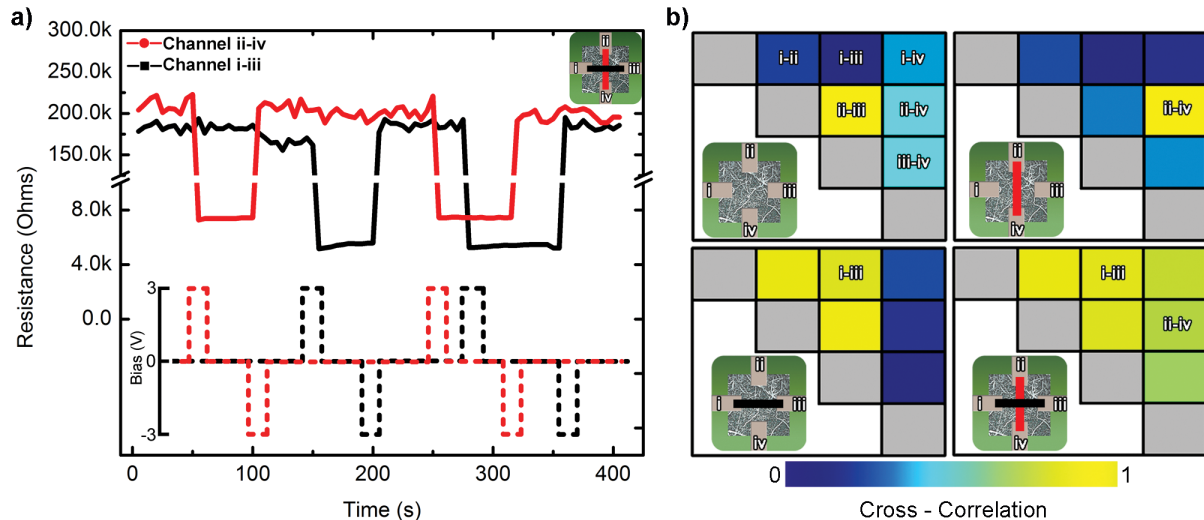 a)
Resistance (Ohms)
300.0k
250.0k
200.0k
150.0k
8.0k
4.0k
0.0
Channel ii-iv
Channel i-iii
ii
i
iii
iv
Bias (V)
3
0
-3
0
100
200
300
400
Time (s)
b)
i-ii
i-iii
i-iv
ii-iii
ii-iv
iii-iv
ii
i
iii
iv
ii-iv
ii
i
iii
iv
i-iii
ii
i
iii
iv
i-iii
ii-iv
ii
i
iii
iv
0
1
Cross - Correlation